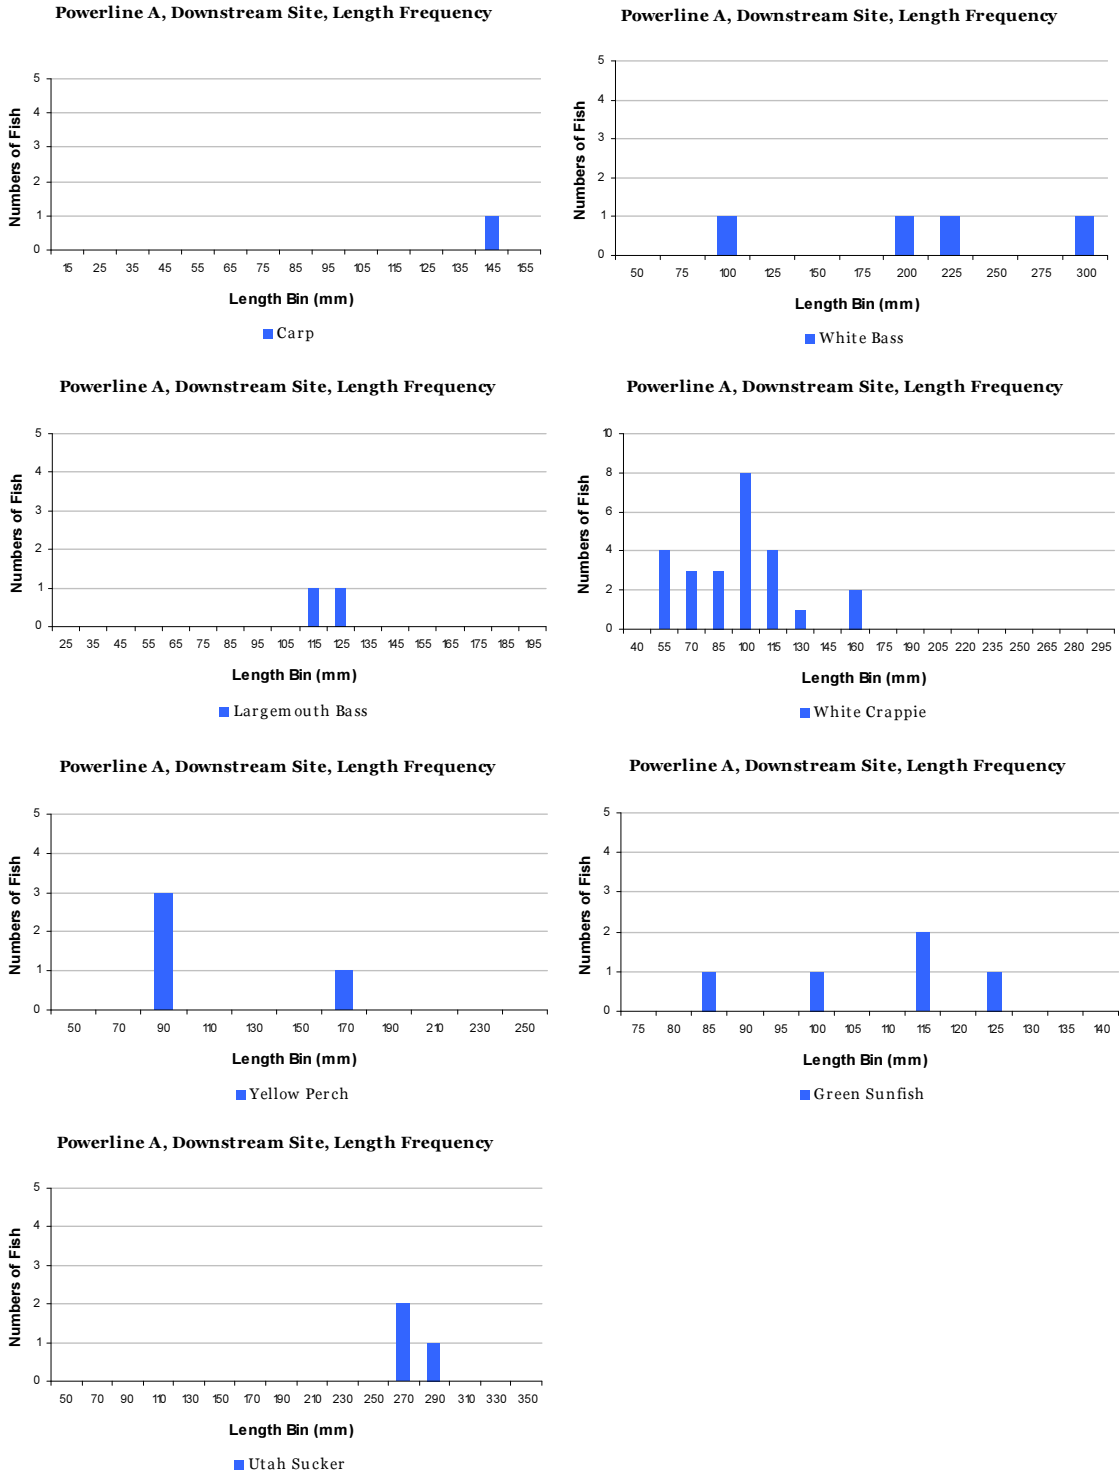 Powerline A, Downstream Site, Length Frequency
5
4
3
2
1
0
Numbers of Fish
15 25 35 45 55 65 75 85 95 105 115 125 135 145 155
Length Bin (mm)
Carp
Powerline A, Downstream Site, Length Frequency
5
4
3
2
1
0
Numbers of Fish
50 75 100 125 150 175 200 225 250 275 300
Length Bin (mm)
White Bass
Powerline A, Downstream Site, Length Frequency
5
4
3
2
1
0
Numbers of Fish
25 35 45 55 65 75 85 95 105 115 125 135 145 155 165 175 185 195
Length Bin (mm)
Largemouth Bass
Powerline A, Downstream Site, Length Frequency
10
8
6
4
2
0
Numbers of Fish
40 55 70 85 100 115 130 145 160 175 190 205 220 235 250 265 280 295
Length Bin (mm)
White Crappie
Powerline A, Downstream Site, Length Frequency
5
4
3
2
1
0
Numbers of Fish
50 70 90 110 130 150 170 190 210 230 250
Length Bin (mm)
Yellow Perch
Powerline A, Downstream Site, Length Frequency
5
4
3
2
1
0
Numbers of Fish
75 80 85 90 95 100 105 110 115 120 125 130 135 140
Length Bin (mm)
Green Sunfish
Powerline A, Downstream Site, Length Frequency
5
4
3
2
1
0
Numbers of Fish
50 70 90 110 130 150 170 190 210 230 250 270 290 310 330 350
Length Bin (mm)
Utah Sucker